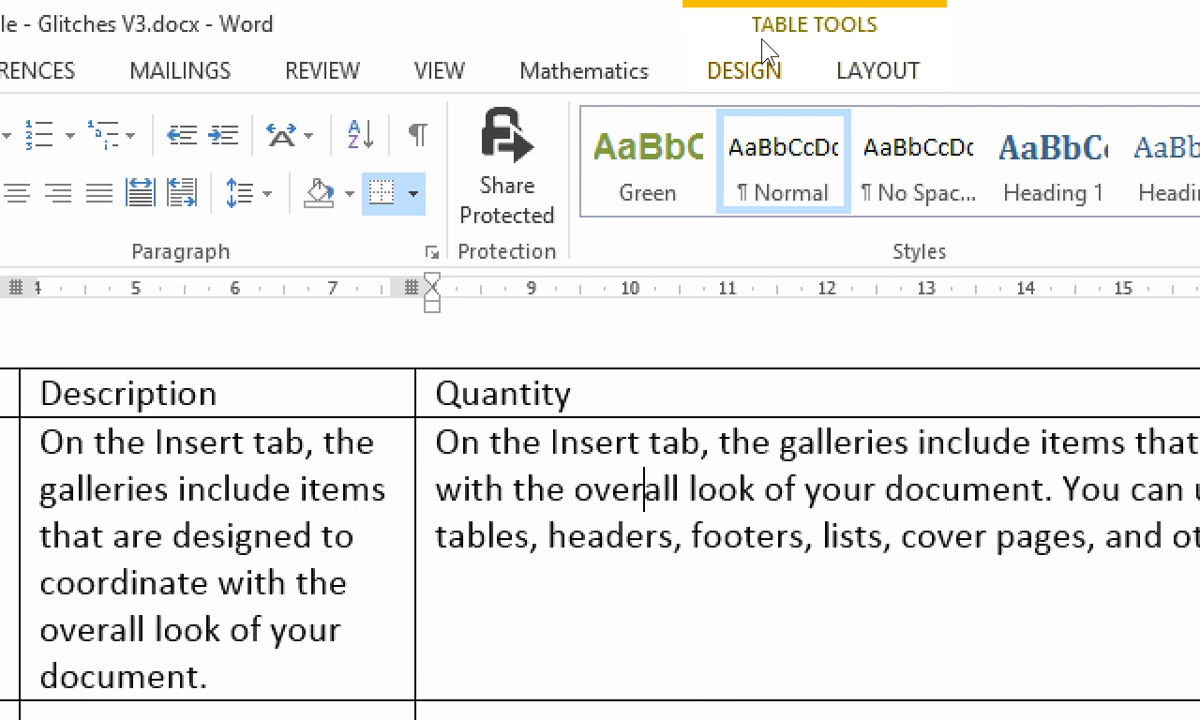 le - Glitches V3.docx - Word
TABLE TOOLS
RENCES MAILINGS REVIEW VIEW Mathematics DESIGN LAYOUT
AaBbC AaBbCcDc AaBbCcDc AaBbC AaBb
Share Protected
Green ¶ Normal ¶ No Spac... Heading 1 Headin
Paragraph Protection Styles
4 5 6 7 9 10 11 12 13 14 15
Description Quantity
On the Insert tab, the
galleries include items
that are designed to
coordinate with the
overall look of your
document.
On the Insert tab, the galleries include items that
with the overall look of your document. You can u
tables, headers, footers, lists, cover pages, and ot